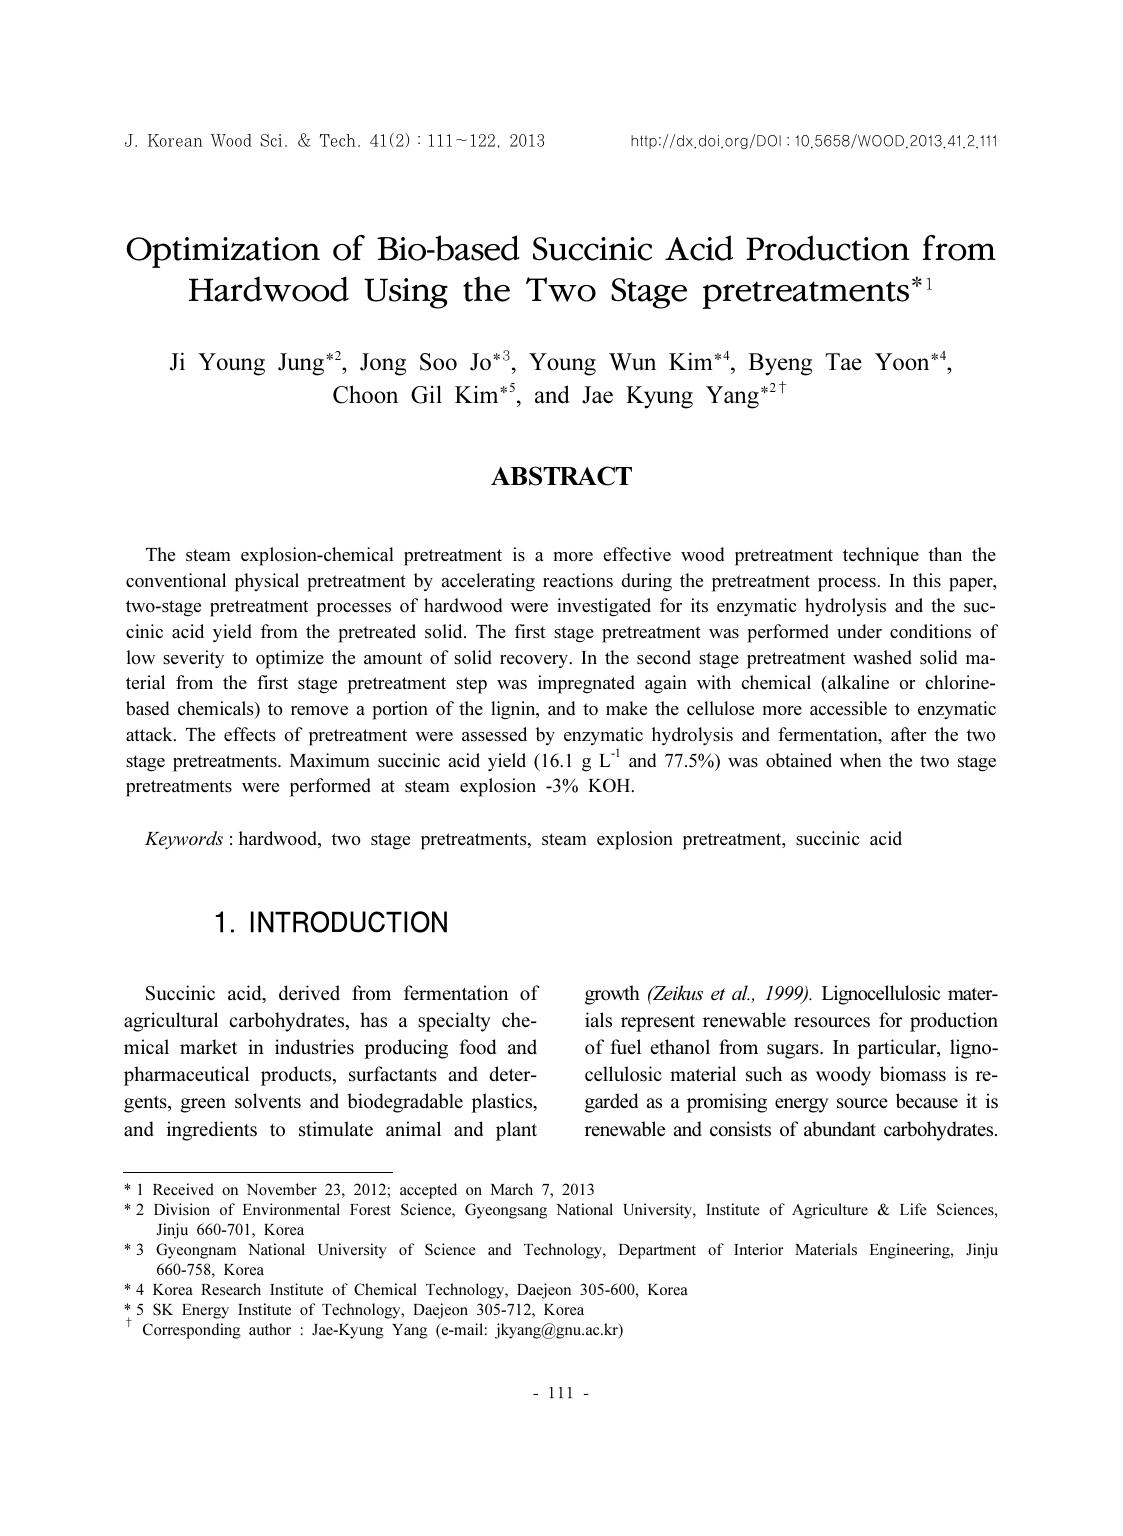 J. Korean Wood Sci. & Tech. 41(2) : 111~122, 2013
http://dx.doi.org/DOI : 10.5658/WOOD.2013.41.2.111
Optimization of Bio-based Succinic Acid Production from
Hardwood Using the Two Stage pretreatments*1
Ji Young Jung*2, Jong Soo Jo*3, Young Wun Kim*4, Byeng Tae Yoon*4,
Choon Gil Kim*5, and Jae Kyung Yang*2†
ABSTRACT
The steam explosion-chemical pretreatment is a more effective wood pretreatment technique than the
conventional physical pretreatment by accelerating reactions during the pretreatment process. In this paper,
two-stage pretreatment processes of hardwood were investigated for its enzymatic hydrolysis and the suc-
cinic acid yield from the pretreated solid. The first stage pretreatment was performed under conditions of
low severity to optimize the amount of solid recovery. In the second stage pretreatment washed solid ma-
terial from the first stage pretreatment step was impregnated again with chemical (alkaline or chlorine-
based chemicals) to remove a portion of the lignin, and to make the cellulose more accessible to enzymatic
attack. The effects of pretreatment were assessed by enzymatic hydrolysis and fermentation, after the two
stage pretreatments. Maximum succinic acid yield (16.1 g L-1 and 77.5%) was obtained when the two stage
pretreatments were performed at steam explosion -3% KOH.
Keywords : hardwood, two stage pretreatments, steam explosion pretreatment, succinic acid
1. INTRODUCTION
Succinic acid, derived from fermentation of
agricultural carbohydrates, has a specialty che-
mical market in industries producing food and
pharmaceutical products, surfactants and deter-
gents, green solvents and biodegradable plastics,
and ingredients to stimulate animal and plant
growth (Zeikus et al., 1999). Lignocellulosic mater-
ials represent renewable resources for production
of fuel ethanol from sugars. In particular, ligno-
cellulosic material such as woody biomass is re-
garded as a promising energy source because it is
renewable and consists of abundant carbohydrates.
* 1 Received on November 23, 2012; accepted on March 7, 2013
* 2 Division of Environmental Forest Science, Gyeongsang National University, Institute of Agriculture & Life Sciences,
Jinju 660-701, Korea
* 3 Gyeongnam National University of Science and Technology, Department of Interior Materials Engineering, Jinju
660-758, Korea
* 4 Korea Research Institute of Chemical Technology, Daejeon 305-600, Korea
* 5 SK Energy Institute of Technology, Daejeon 305-712, Korea
† Corresponding author : Jae-Kyung Yang (e-mail: jkyang@gnu.ac.kr)
- 111 -